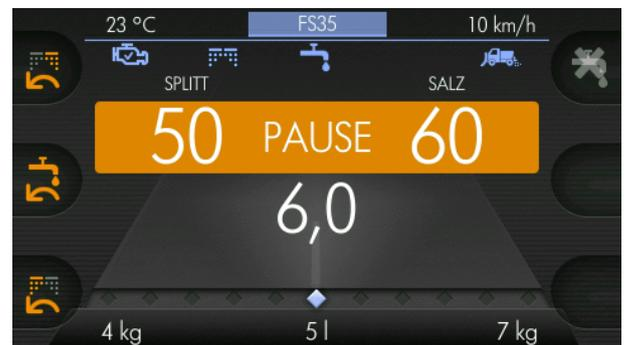 23 °C FS35 10 km/h
SPLITT SALZ
50 PAUSE 60
6,0
4 kg 5 l 7 kg